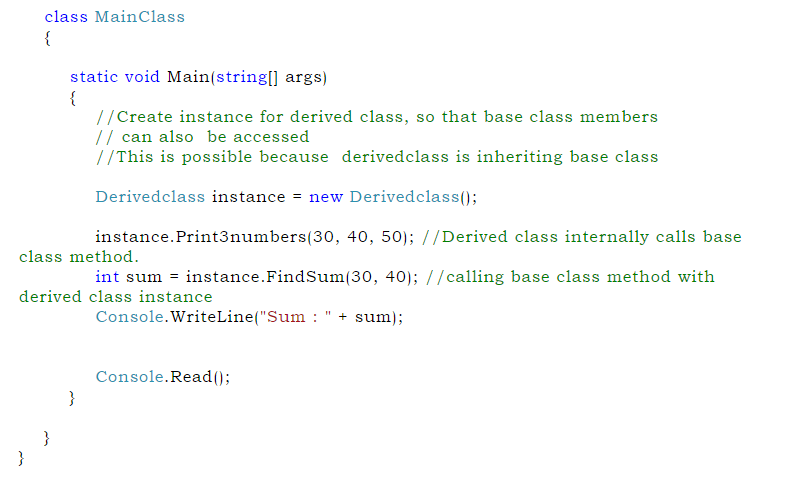 class MainClass
{
static void Main(string[] args)
{
//Create instance for derived class, so that base class members
// can also  be accessed
//This is possible because  derivedclass is inheriting base class
Derivedclass instance = new Derivedclass();
instance.Print3numbers(30, 40, 50); //Derived class internally calls base
class method.
int sum = instance.FindSum(30, 40); //calling base class method with
derived class instance
Console.WriteLine("Sum : " + sum);
Console.Read();
}
}
}